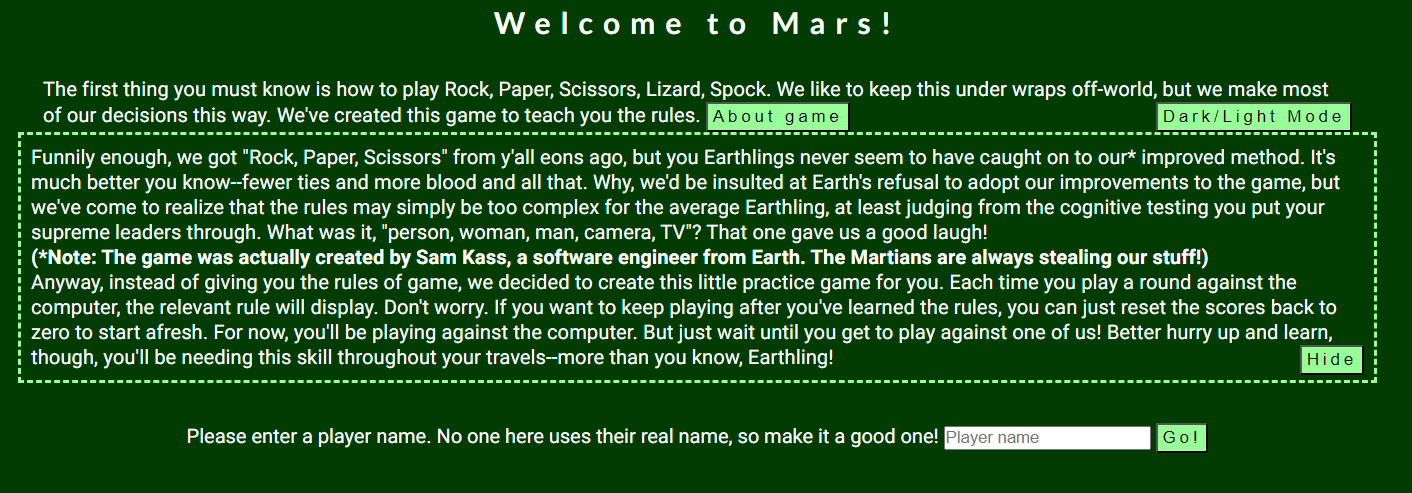 Welcome to Mars!
The first thing you must know is how to play Rock, Paper, Scissors, Lizard, Spock. We like to keep this under wraps off-world, but we make most
of our decisions this way. We've created this game to teach you the rules. About game Dark/Light Mode
Funnily enough, we got "Rock, Paper, Scissors" from y'all eons ago, but you Earthlings never seem to have caught on to our* improved method. It's
much better you know--fewer ties and more blood and all that. Why, we'd be insulted at Earth's refusal to adopt our improvements to the game, but
we've come to realize that the rules may simply be too complex for the average Earthling, at least judging from the cognitive testing you put your
supreme leaders through. What was it, "person, woman, man, camera, TV"? That one gave us a good laugh!
(*Note: The game was actually created by Sam Kass, a software engineer from Earth. The Martians are always stealing our stuff!)
Anyway, instead of giving you the rules of game, we decided to create this little practice game for you. Each time you play a round against the
computer, the relevant rule will display. Don't worry. If you want to keep playing after you've learned the rules, you can just reset the scores back to
zero to start afresh. For now, you'll be playing against the computer. But just wait until you get to play against one of us! Better hurry up and learn,
though, you'll be needing this skill throughout your travels--more than you know, Earthling!
Hide
Please enter a player name. No one here uses their real name, so make it a good one! Player name Go!